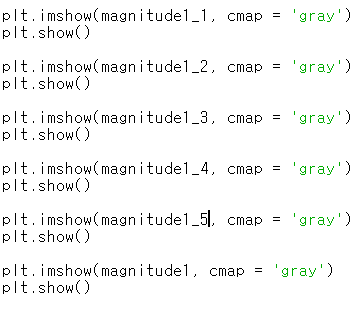 plt.imshow(magnitude1_1, cmap = 'gray')
plt.show()
plt.imshow(magnitude1_2, cmap = 'gray')
plt.show()
plt.imshow(magnitude1_3, cmap = 'gray')
plt.show()
plt.imshow(magnitude1_4, cmap = 'gray')
plt.show()
plt.imshow(magnitude1_5, cmap = 'gray')
plt.show()
plt.imshow(magnitude1, cmap = 'gray')
plt.show()